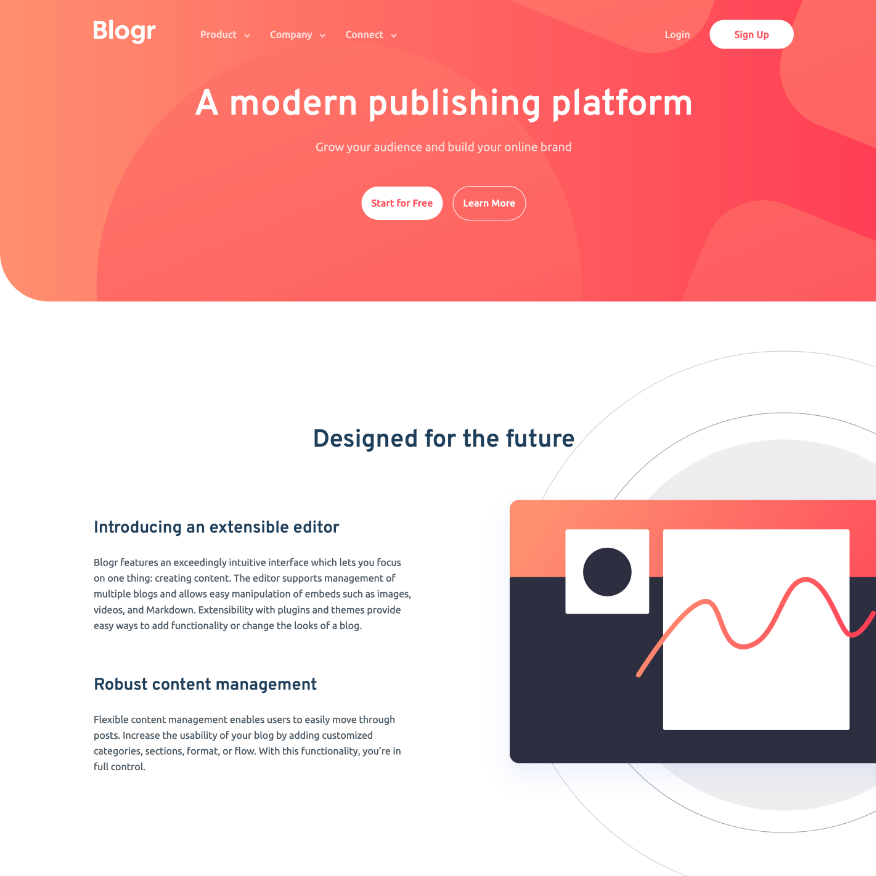 Blogr Product Company Connect Login Sign Up
A modern publishing platform
Grow your audience and build your online brand
Start for Free Learn More
Designed for the future
Introducing an extensible editor
Blogr features an exceedingly intuitive interface which lets you focus
on one thing: creating content. The editor supports management of
multiple blogs and allows easy manipulation of embeds such as images,
videos, and Markdown. Extensibility with plugins and themes provide
easy ways to add functionality or change the looks of a blog.
Robust content management
Flexible content management enables users to easily move through
posts. Increase the usability of your blog by adding customized
categories, sections, format, or flow. With this functionality, you’re in
full control.